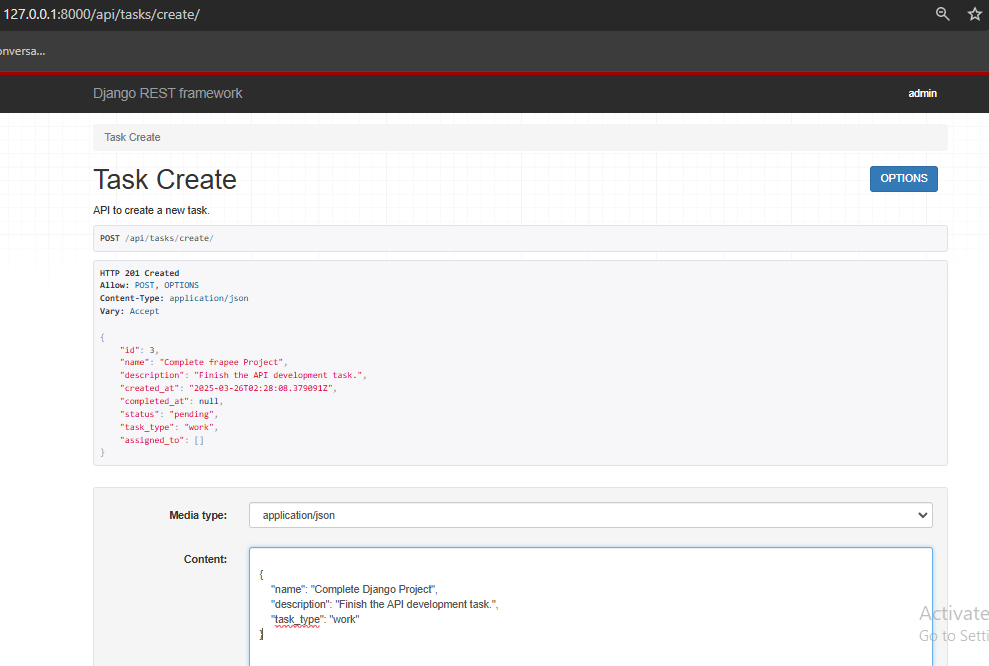 127.0.0.1:8000/api/tasks/create/
onversa...
Django REST framework
admin
Task Create
Task Create
OPTIONS
API to create a new task.
POST /api/tasks/create/
HTTP 201 Created
Allow: POST, OPTIONS
Content-Type: application/json
Vary: Accept
{
"id": 3,
"name": "Complete frapee Project",
"description": "Finish the API development task.",
"created_at": "2025-03-26T02:28:08.379091Z",
"completed_at": null,
"status": "pending",
"task_type": "work",
"assigned_to": []
}
Media type:
application/json
Content:
{
"name": "Complete Django Project",
"description": "Finish the API development task.",
"task_type": "work"
}
Activate
Go to Setti